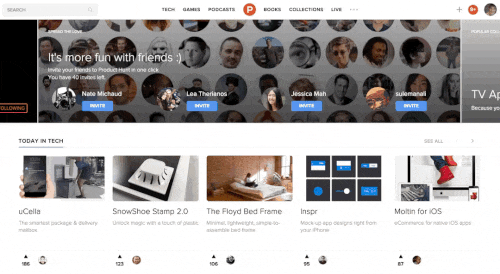 SEARCH
TECH GAMES PODCASTS P BOOKS COLLECTIONS LIVE
SPREAD THE LOVE
It's more fun with friends :)
Invite your friends to Product Hunt in one click
You have 40 invites left.
FOLLOWING
Nate Michaud
INVITE
Lea Therianos
INVITE
Jessica Mah
INVITE
sulemanali
INVITE
TV Ap
Because yo
TODAY IN TECH
SEE ALL
uCella
The smartest package & delivery
mailbox
SnowShoe Stamp 2.0
Unlock magic with a touch of plastic
The Floyd Bed Frame
Minimal, lightweight, simple-to-
assemble bed frame
Inspr
Mock-up app designs right from
your iPhone
Moltin for iOS
eCommerce for native iOS apps
186
123
106
95
87